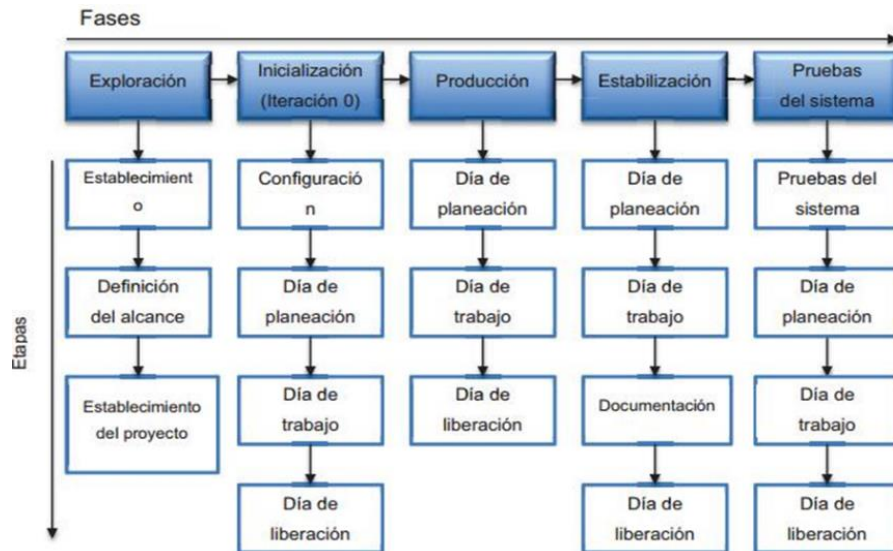 Fases
Exploración
Inicialización
(Iteración 0)
Producción
Estabilización
Pruebas
del sistema
Etapas
Establecimient
o
Configuració
n
Día de
planeación
Día de
planeación
Pruebas del
sistema
Definición
del alcance
Día de
planeación
Día de
trabajo
Día de
trabajo
Día de
planeación
Establecimiento
del proyecto
Día de
trabajo
Día de
liberación
Documentación
Día de
trabajo
Día de
liberación
Día de
liberación
Día de
liberación